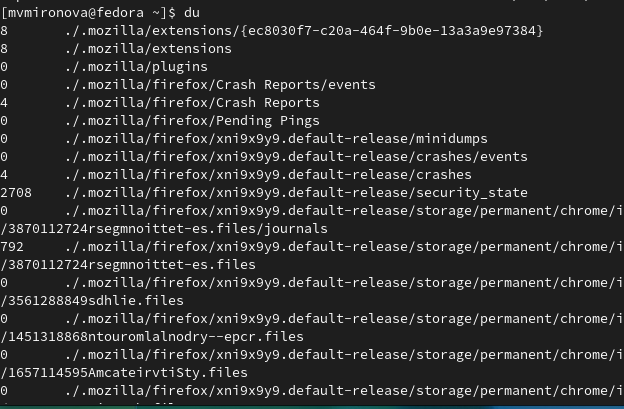 [mvmironova@fedora ~]$ du
8 ./.mozilla/extensions/{ec8030f7-c20a-464f-9b0e-13a3a9e97384}
8 ./.mozilla/extensions
0 ./.mozilla/plugins
0 ./.mozilla/firefox/Crash Reports/events
4 ./.mozilla/firefox/Crash Reports
0 ./.mozilla/firefox/Pending Pings
0 ./.mozilla/firefox/xni9x9y9.default-release/minidumps
0 ./.mozilla/firefox/xni9x9y9.default-release/crashes/events
4 ./.mozilla/firefox/xni9x9y9.default-release/crashes
2708 ./.mozilla/firefox/xni9x9y9.default-release/security_state
0 ./.mozilla/firefox/xni9x9y9.default-release/storage/permanent/chrome/i
/3870112724rsegmnoittet-es.files/journals
792 ./.mozilla/firefox/xni9x9y9.default-release/storage/permanent/chrome/i
/3870112724rsegmnoittet-es.files
0 ./.mozilla/firefox/xni9x9y9.default-release/storage/permanent/chrome/i
/3561288849sdhlie.files
0 ./.mozilla/firefox/xni9x9y9.default-release/storage/permanent/chrome/i
/1451318868ntouromlalnodry--epcr.files
0 ./.mozilla/firefox/xni9x9y9.default-release/storage/permanent/chrome/i
/1657114595AmcateirvtiSty.files
0 ./.mozilla/firefox/xni9x9y9.default-release/storage/permanent/chrome/i